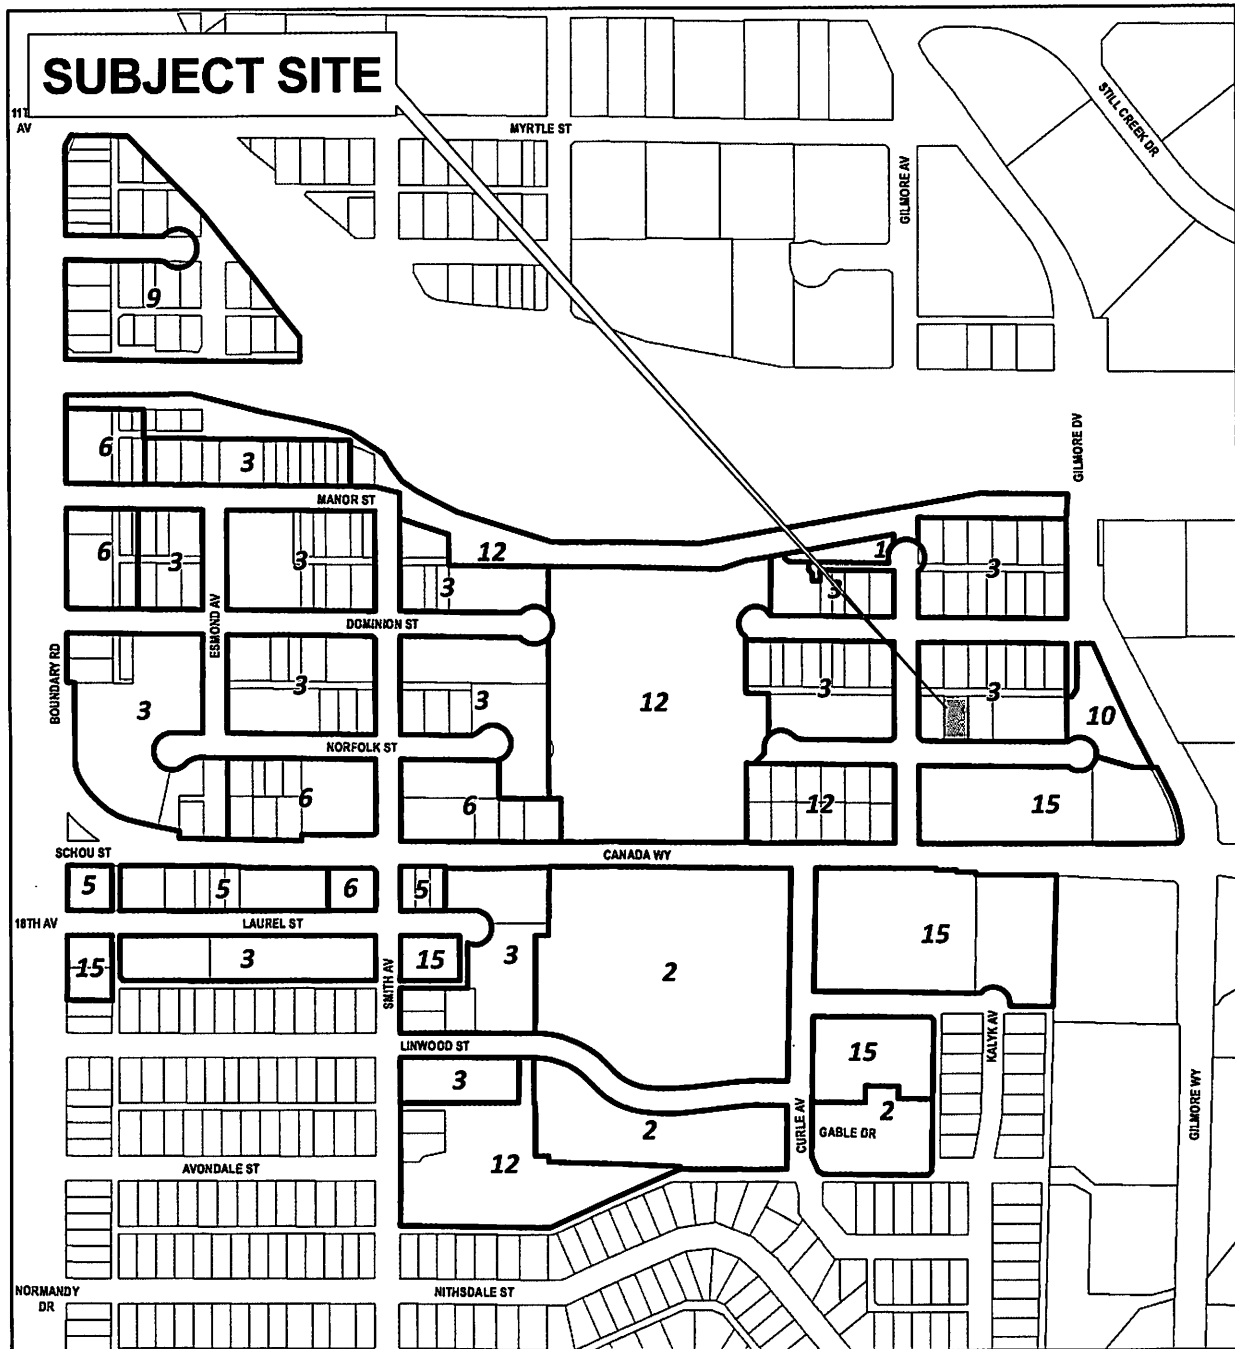 SUBJECT SITE
AV
MYRTLE ST
STILL CREEK DR
GILMORE AV
9
GILMORE DV
6
3
MANOR ST
12
1
6
3
3
3
3
3
ESMOND AV
DOMINION ST
BOUNDARY RD
3
3
3
12
3
3
10
NORFOLK ST
6
6
12
15
SCHOU ST
CANADA WY
5
5
6
5
18TH AV
LAUREL ST
15
3
SMITH AV
15
3
2
15
KALYK AV
LINWOOD ST
3
15
2
2
CURLE AV
GABLE DR
GILMORE WY
AVONDALE ST
12
NORMANDY
DR
NITHSDALE ST